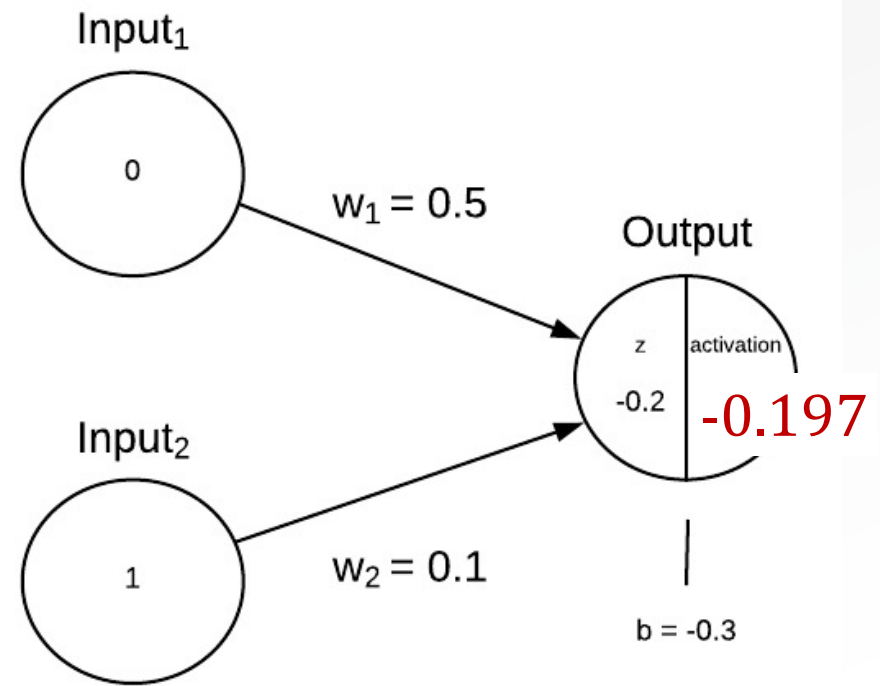 Input₁
0
w₁ = 0.5
Output
z
activation
-0.2
-0.197
Input₂
1
w₂ = 0.1
b = -0.3